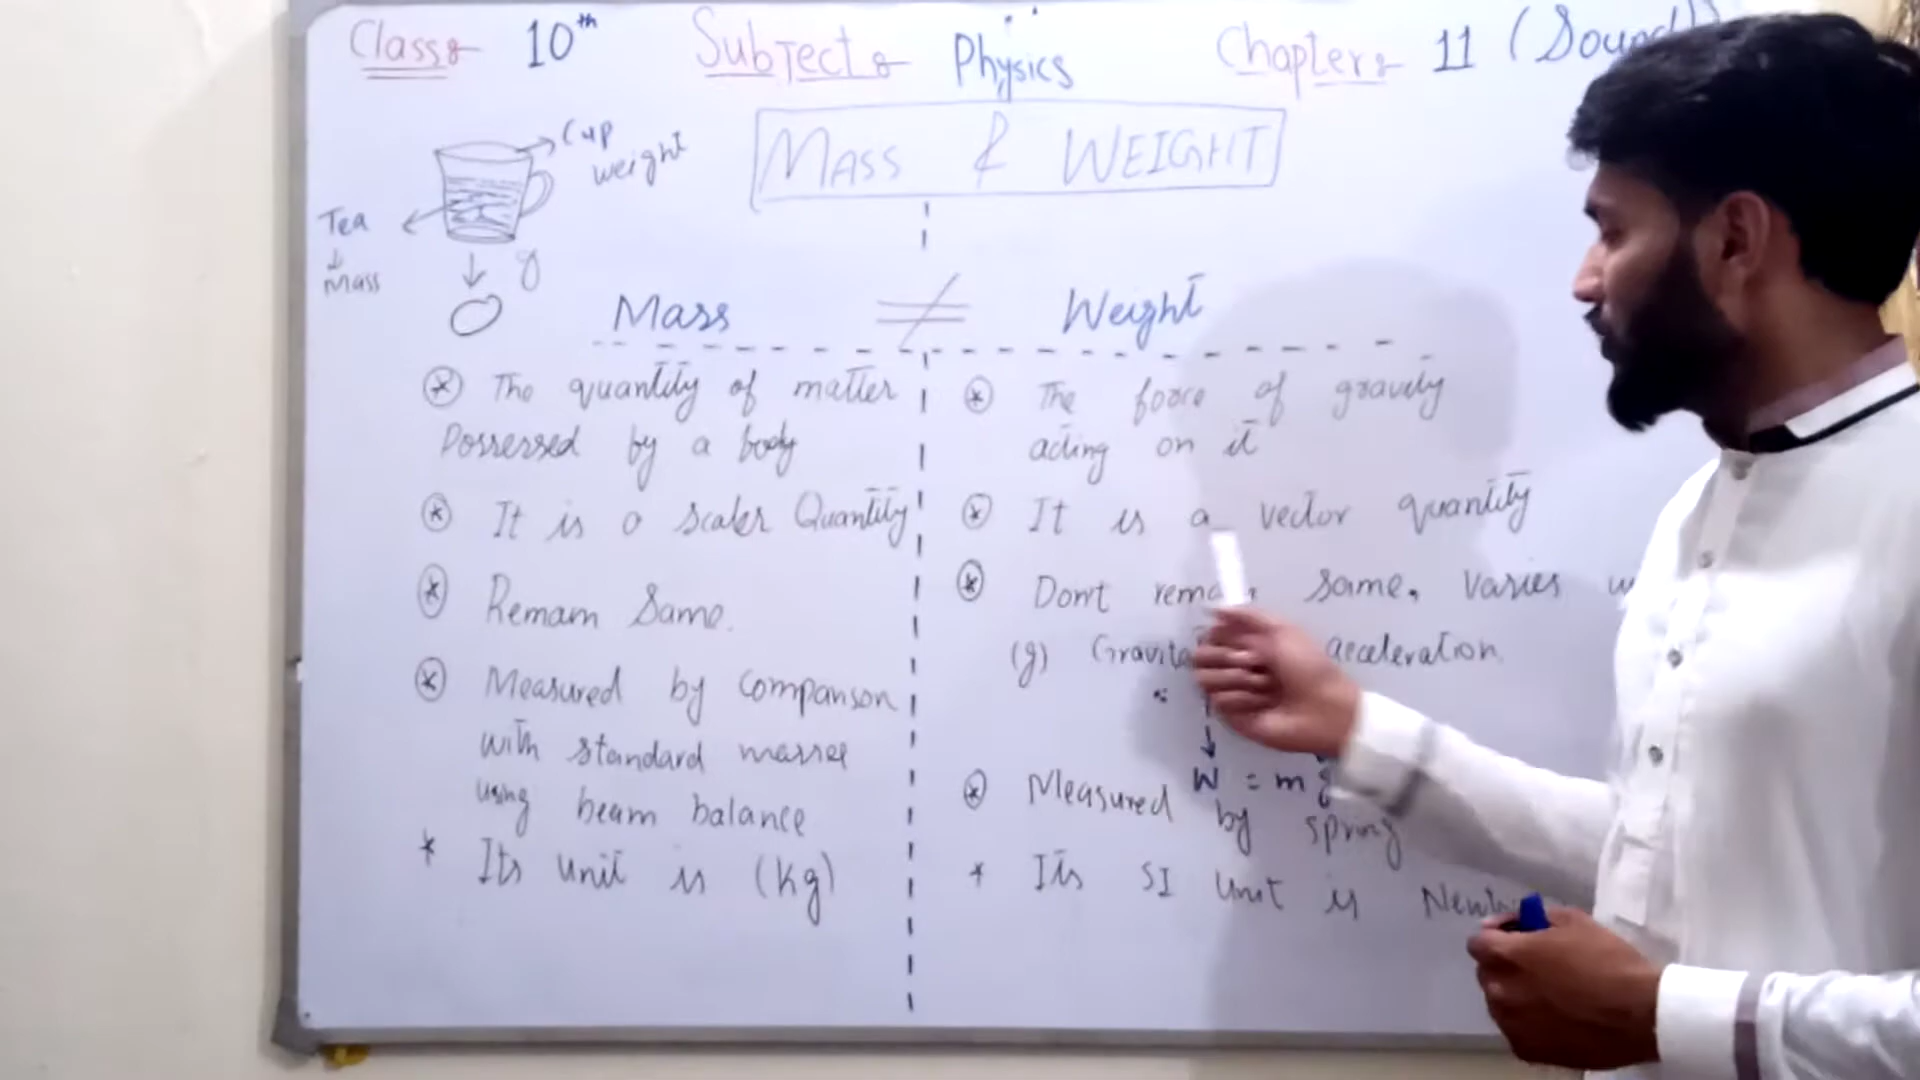 Class 10th Subject Physics Chapter 11 (Sound)
Cup
weight
Tea
↓
mass
g
MASS & WEIGHT
Mass ≠ Weight
The quantity of matter
Possessed by a body
It is a scaler Quantity
Remain Same.
Measured by Comparison
with standard masses
using beam balance
* Its unit is (kg)
The force of gravity
acting on it
It is a vector quantity
Dont remain same, varies
(g) acceleration
↓
W = mg
Measured by spring
* Its SI Unit is